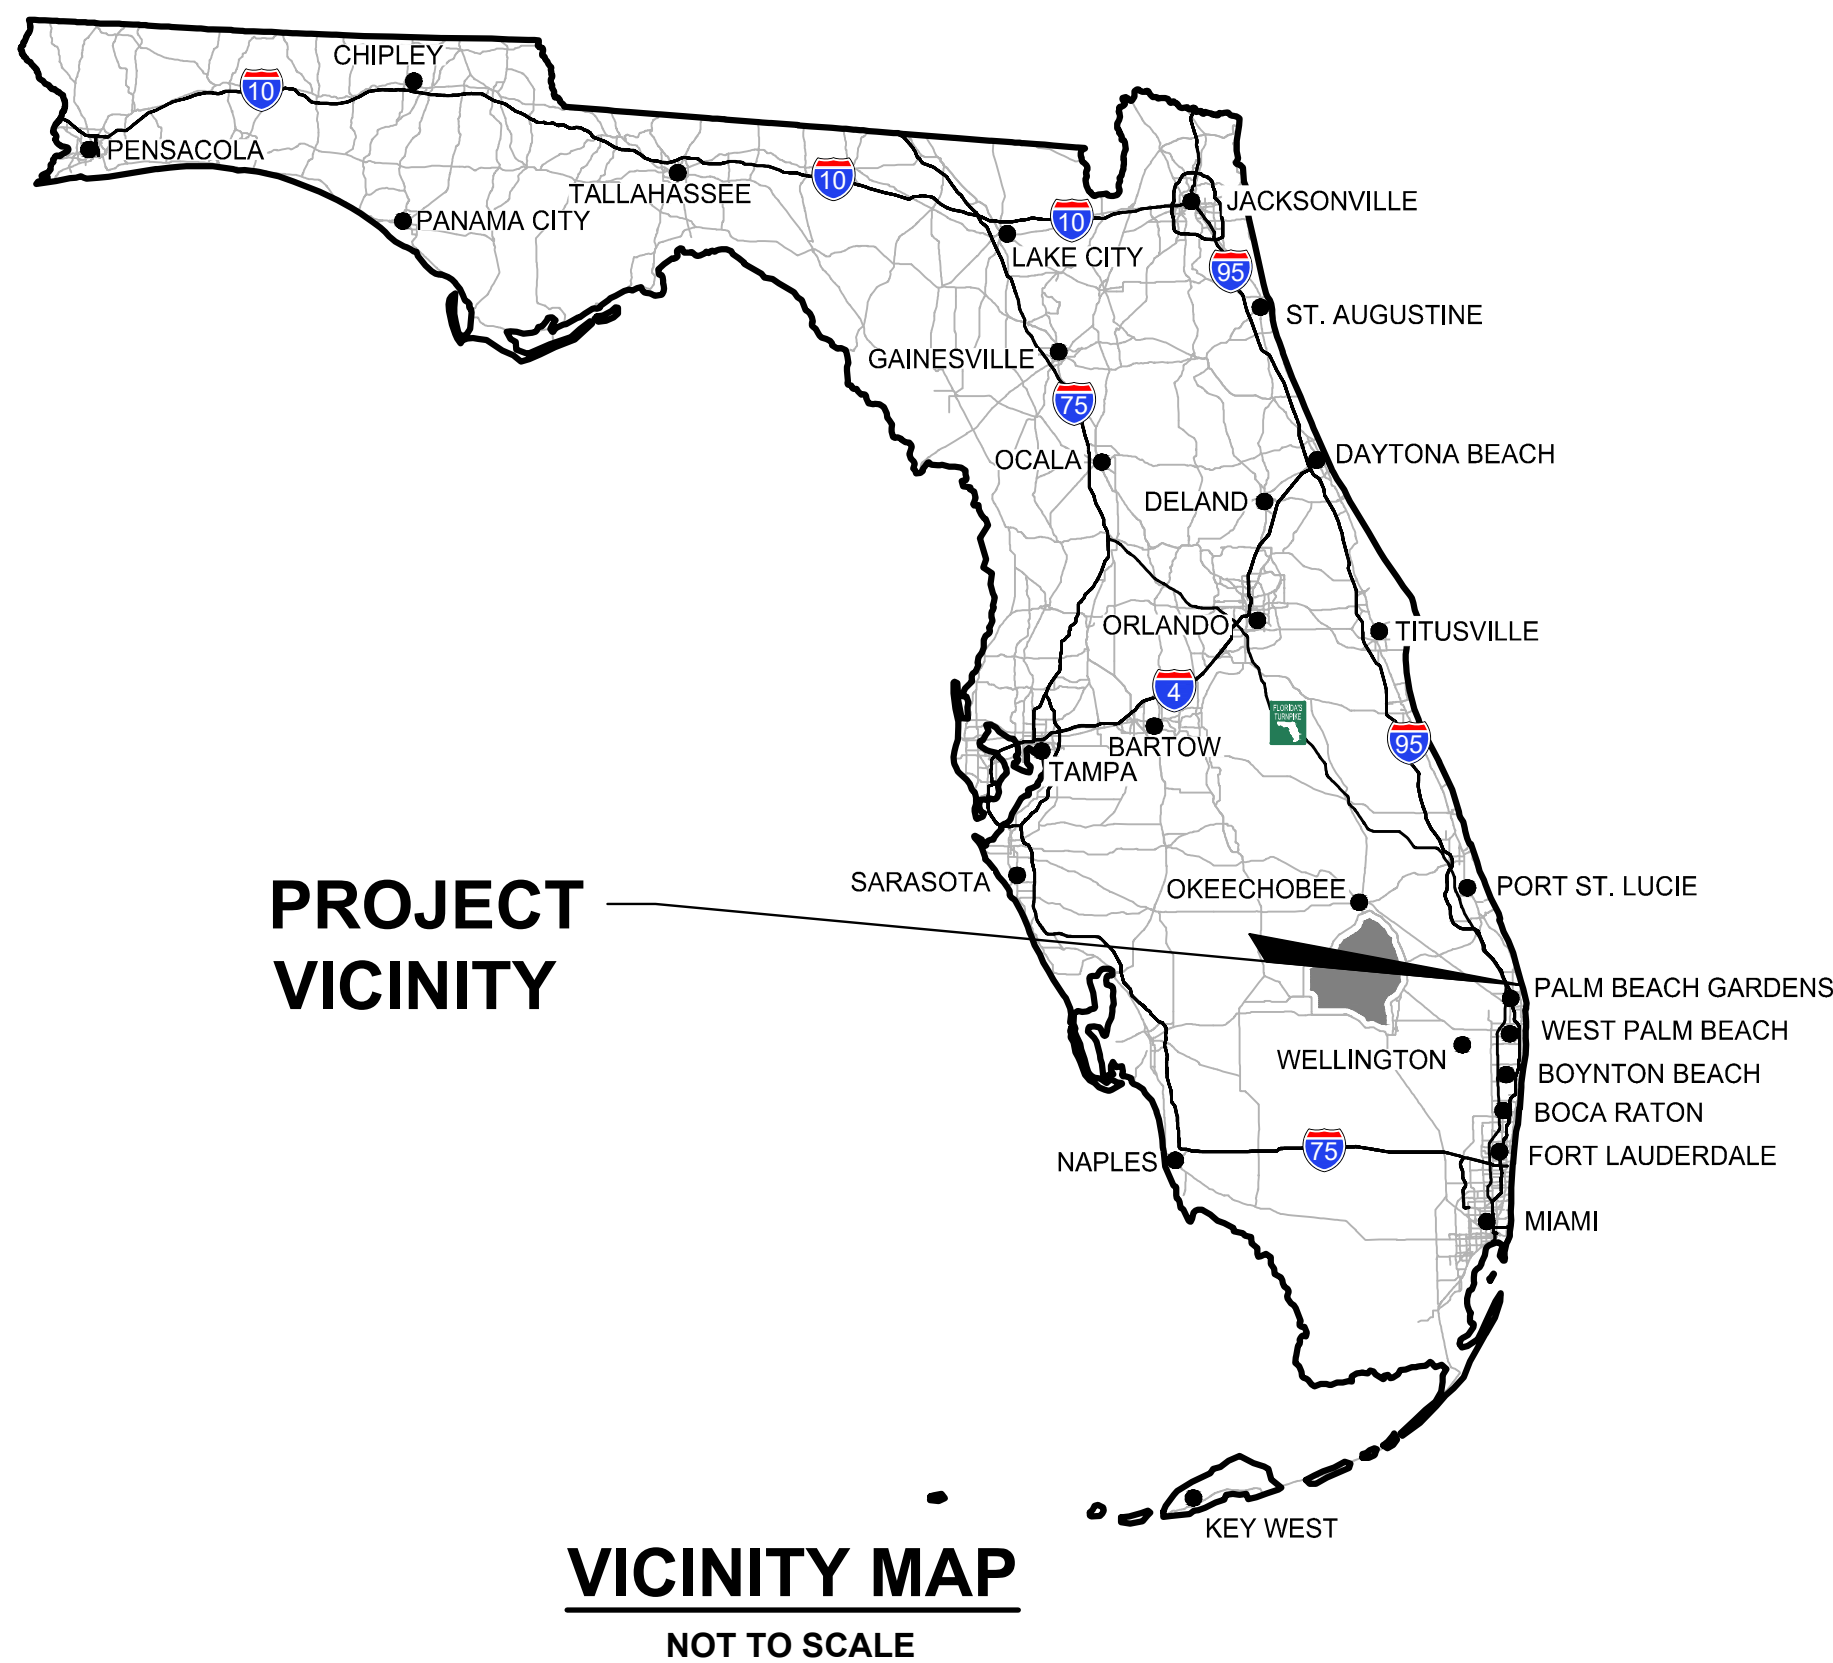 CHIPLEY
10
PENSACOLA
TALLAHASSEE
10
PANAMA CITY
10
JACKSONVILLE
LAKE CITY
95
ST. AUGUSTINE
GAINESVILLE
75
OCALA
DAYTONA BEACH
DELAND
ORLANDO
TITUSVILLE
4
FLORIDA'S
TURNPIKE
95
BARTOW
TAMPA
SARASOTA
OKEECHOBEE
PORT ST. LUCIE
PROJECT
VICINITY
PALM BEACH GARDENS
WEST PALM BEACH
WELLINGTON
BOYNTON BEACH
BOCA RATON
75
FORT LAUDERDALE
NAPLES
MIAMI
KEY WEST
VICINITY MAP
NOT TO SCALE